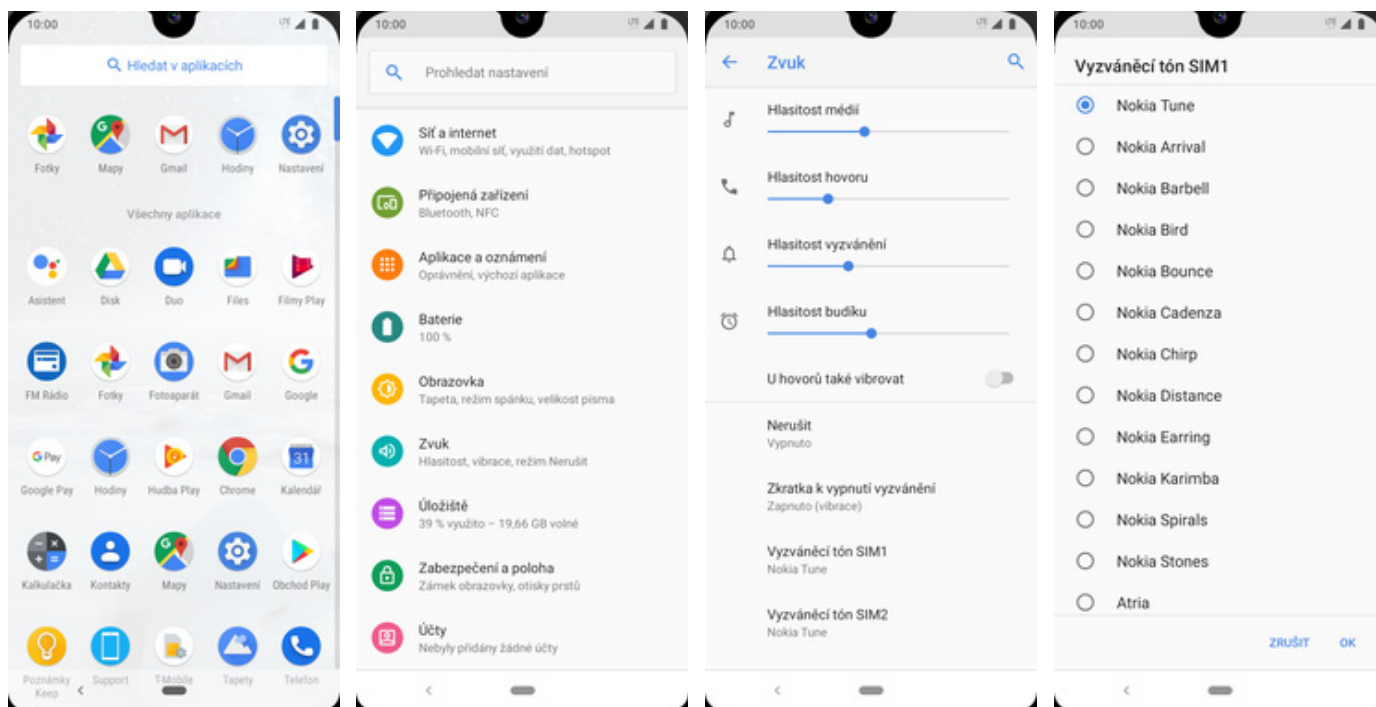 10:00
LTE
Hledat v aplikacích
Fotky
Mapy
Gmail
Hodiny
Nastavení
Všechny aplikace
Asistent
Disk
Duo
Files
Filmy Play
FM Rádio
Fotky
Fotoaparát
Gmail
Google
G Pay
Google Pay
Hodiny
Hudba Play
Chrome
31
Kalendář
Kalkulačka
Kontakty
Mapy
Nastavení
Obchod Play
Poznámky
Keep
Support
T-Mobile
Tapety
Telefon
10:00
LTE
Prohledat nastavení
Síť a internet
Wi-Fi, mobilní síť, využití dat, hotspot
Připojená zařízení
Bluetooth, NFC
Aplikace a oznámení
Oprávnění, výchozí aplikace
Baterie
100 %
Obrazovka
Tapeta, režim spánku, velikost písma
Zvuk
Hlasitost, vibrace, režim Nerušit
Úložiště
39 % využito – 19,66 GB volné
Zabezpečení a poloha
Zámek obrazovky, otisky prstů
Účty
Nebyly přidány žádné účty
10:00
LTE
Zvuk
Hlasitost médií
Hlasitost hovoru
Hlasitost vyzvánění
Hlasitost budíku
U hovorů také vibrovat
Nerušit
Vypnuto
Zkratka k vypnutí vyzvánění
Zapnuto (vibrace)
Vyzváněcí tón SIM1
Nokia Tune
Vyzváněcí tón SIM2
Nokia Tune
10:00
LTE
Vyzváněcí tón SIM1
Nokia Tune
Nokia Arrival
Nokia Barbell
Nokia Bird
Nokia Bounce
Nokia Cadenza
Nokia Chirp
Nokia Distance
Nokia Earring
Nokia Karimba
Nokia Spirals
Nokia Stones
Atria
ZRUŠIT
OK